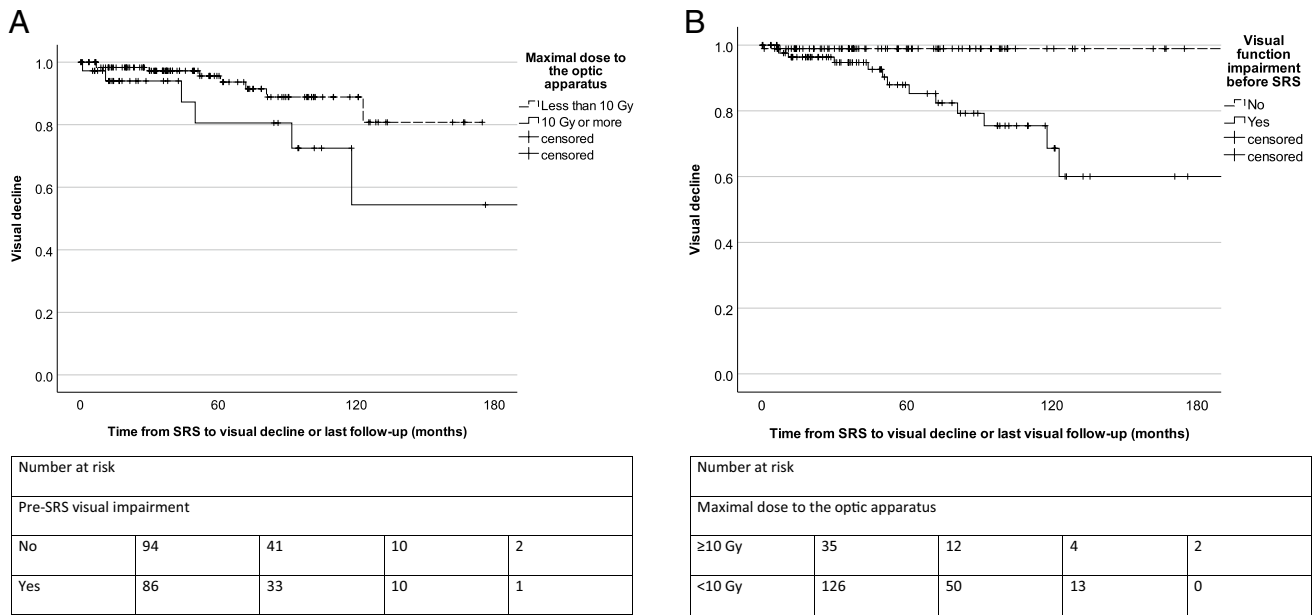 A
1.0
0.8
0.6
0.4
0.2
0.0
Visual decline
0 60 120 180
Time from SRS to visual decline or last follow-up (months)
Maximal dose to
the optic
apparatus
Less than 10 Gy
10 Gy or more
censored
censored
Number at risk
Pre-SRS visual impairment
No 94 41 10 2
Yes 86 33 10 1
B
1.0
0.8
0.6
0.4
0.2
0.0
Visual decline
0 60 120 180
Time from SRS to visual decline or last visual follow-up (months)
Visual
function
impairment
before SRS
No
Yes
censored
censored
Number at risk
Maximal dose to the optic apparatus
≥10 Gy 35 12 4 2
<10 Gy 126 50 13 0